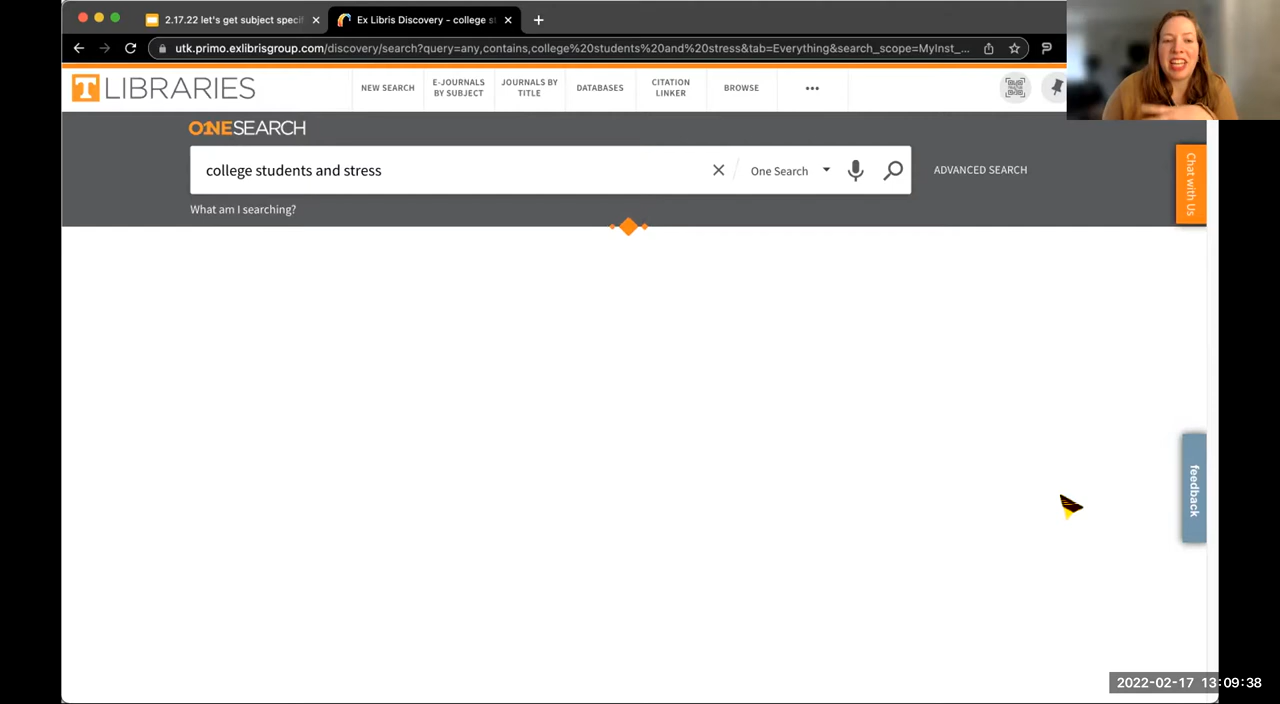 2.17.22 let's get subject specif
Ex Libris Discovery - college st
utk.primo.exlibrisgroup.com/discovery/search?query=any,contains,college%20students%20and%20stress&tab=Everything&search_scope=MyInst_...
T LIBRARIES
NEW SEARCH
E-JOURNALS
BY SUBJECT
JOURNALS BY
TITLE
DATABASES
CITATION
LINKER
BROWSE
ONESEARCH
college students and stress
One Search
ADVANCED SEARCH
What am I searching?
Chat with Us
feedback
2022-02-17 13:09:38